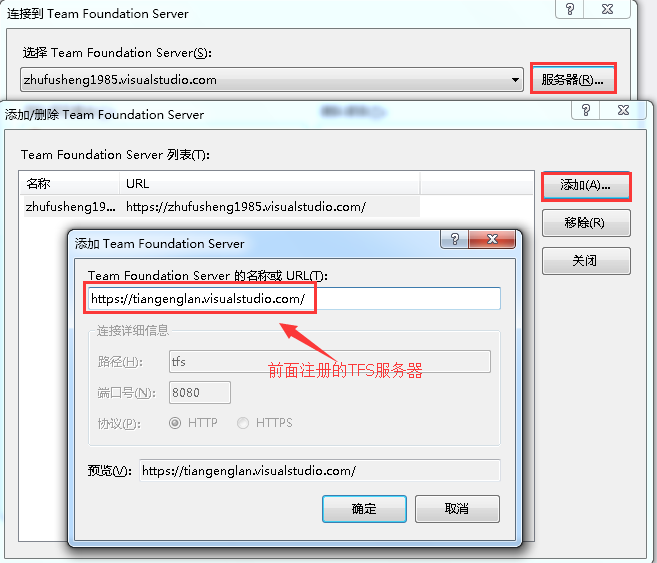 连接到 Team Foundation Server
选择 Team Foundation Server(S):
zhufusheng1985.visualstudio.com
服务器(R)...
添加/删除 Team Foundation Server
Team Foundation Server 列表(T):
名称 URL
添加(A)...
zhufusheng19... https://zhufusheng1985.visualstudio.com/
移除(R)
关闭
添加 Team Foundation Server
Team Foundation Server 的名称或 URL(T):
https://tiangenglan.visualstudio.com/
连接详细信息
路径(H): tfs
前面注册的TFS服务器
端口号(N): 8080
协议(P): HTTP HTTPS
预览(V): https://tiangenglan.visualstudio.com/
确定 取消